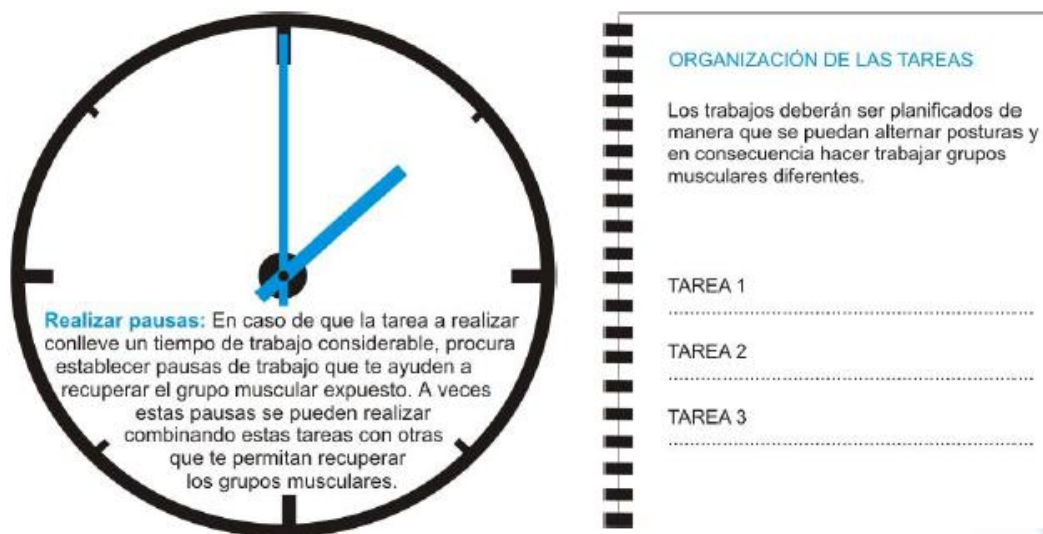 Realizar pausas: En caso de que la tarea a realizar
conlleve un tiempo de trabajo considerable, procura
establecer pausas de trabajo que te ayuden a
recuperar el grupo muscular expuesto. A veces
estas pausas se pueden realizar
combinando estas tareas con otras
que te permitan recuperar
los grupos musculares.
ORGANIZACIÓN DE LAS TAREAS
Los trabajos deberán ser planificados de
manera que se puedan alternar posturas y
en consecuencia hacer trabajar grupos
musculares diferentes.
TAREA 1
TAREA 2
TAREA 3